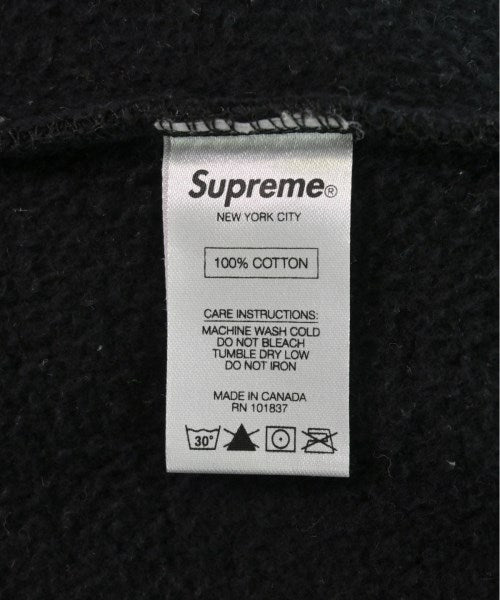 Supreme®
NEW YORK CITY
100% COTTON
CARE INSTRUCTIONS:
MACHINE WASH COLD
DO NOT BLEACH
TUMBLE DRY LOW
DO NOT IRON
MADE IN CANADA
RN 101837
30°